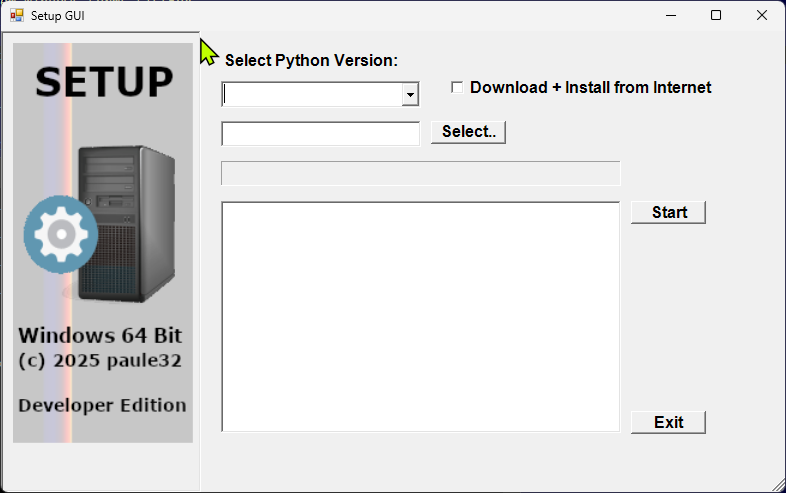 Setup GUI
SETUP
Windows 64 Bit
(c) 2025 paule32
Developer Edition
Select Python Version:
Download + Install from Internet
Select..
Start
Exit